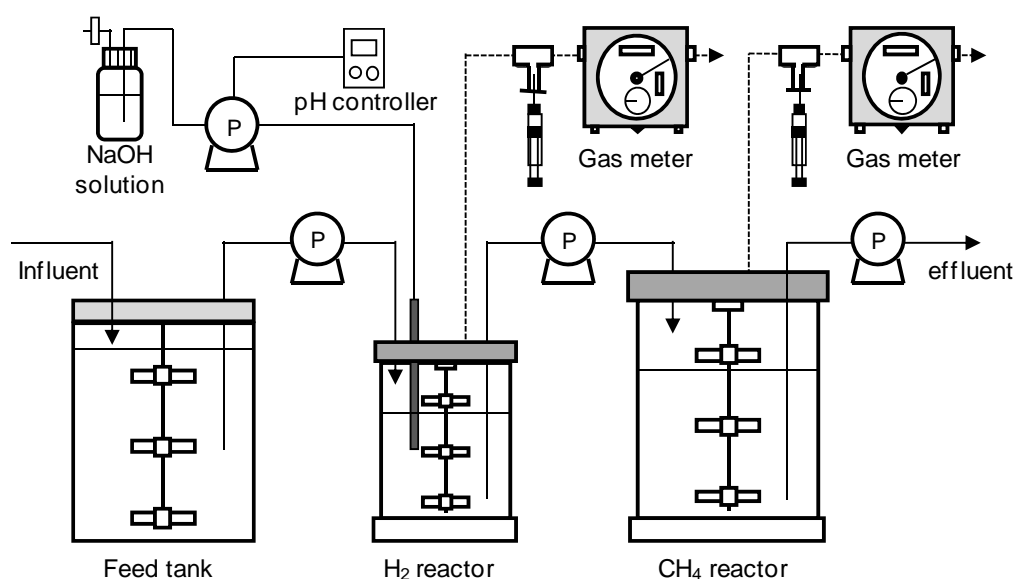 pH controller
P
NaOH
solution
Gas meter
Gas meter
P
P
P
Influent
effluent
Feed tank
H₂ reactor
CH₄ reactor